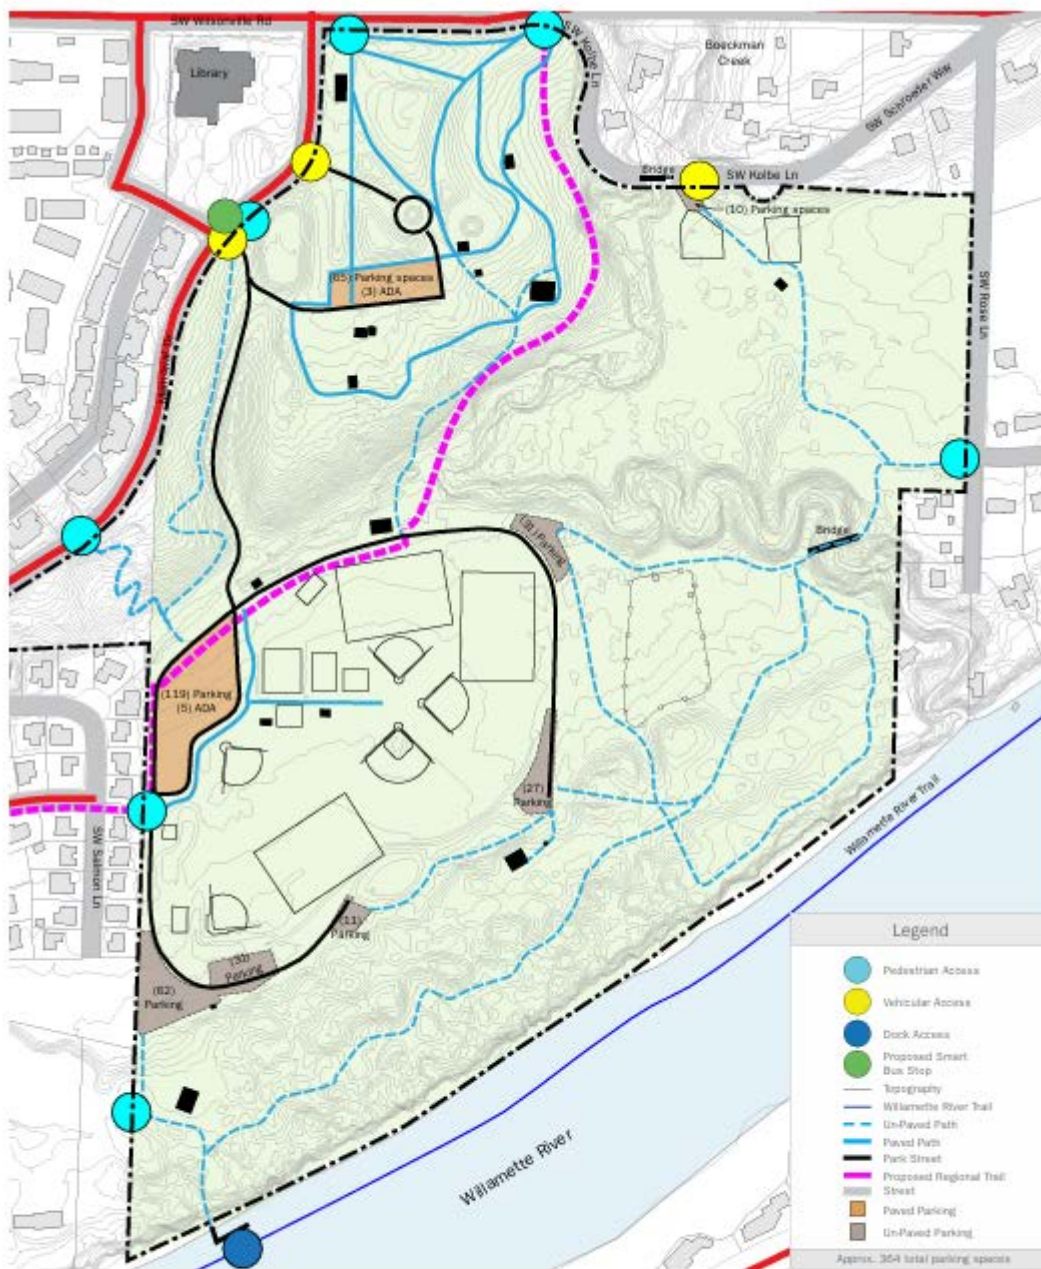 SW Wilsonville Rd
SW Kolbe Ln
Boeckman
Creek
Library
SW Schroeder Way
Bridge
SW Kolbe Ln
(10) Parking spaces
(65) Parking spaces
(3) ADA
SW Rose Ln
(31) Parking
Bridge
(119) Parking
(5) ADA
(27)
Parking
SW Salmon Ln
Willamette River Trail
(11)
Parking
(30)
Parking
(62)
Parking
Willamette River
Legend
Pedestrian Access
Vehicular Access
Dock Access
Proposed Smart
Bus Stop
Topography
Willamette River Trail
Un-Paved Path
Paved Path
Park Street
Proposed Regional Trail
Street
Paved Parking
Un-Paved Parking
Approx. 364 total parking spaces